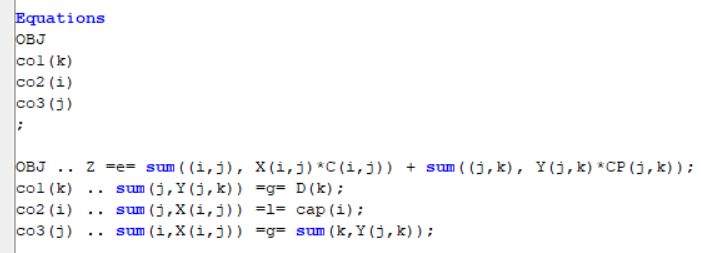 Equations
OBJ
co1(k)
co2(i)
co3(j)
;
OBJ .. Z =e= sum((i,j), X(i,j)*C(i,j)) + sum((j,k), Y(j,k)*CP(j,k));
co1(k) .. sum(j,Y(j,k)) =g= D(k);
co2(i) .. sum(j,X(i,j)) =l= cap(i);
co3(j) .. sum(i,X(i,j)) =g= sum(k,Y(j,k));